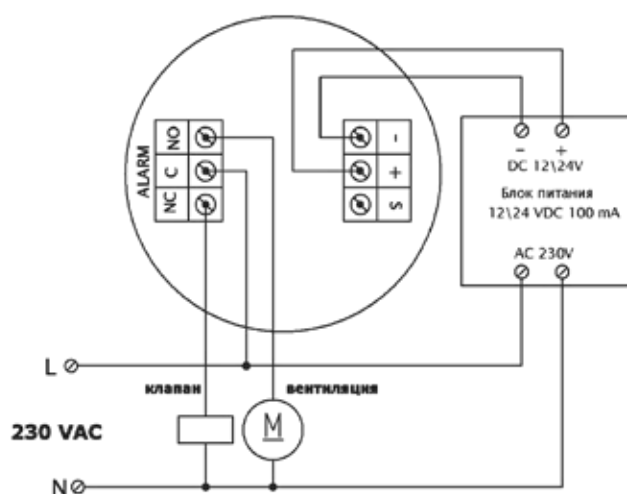 ALARM
NO
C
NC
-
+
S
- +
DC 12\24V
Блок питания
12\24 VDC 100 mA
AC 230V
L
клапан
вентиляция
230 VAC
M
N